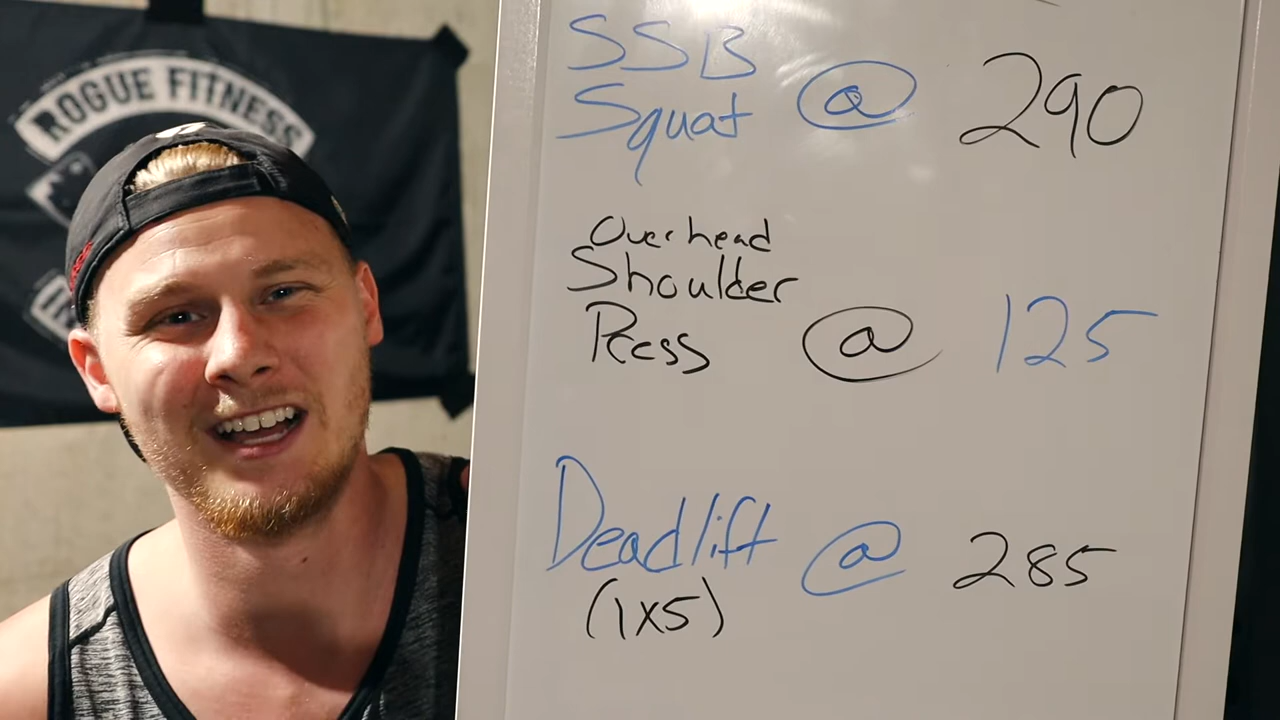 ROGUE FITNESS
SSB
Squat @ 290
Overhead
Shoulder
Press @ 125
Deadlift @ 285
(1x5)